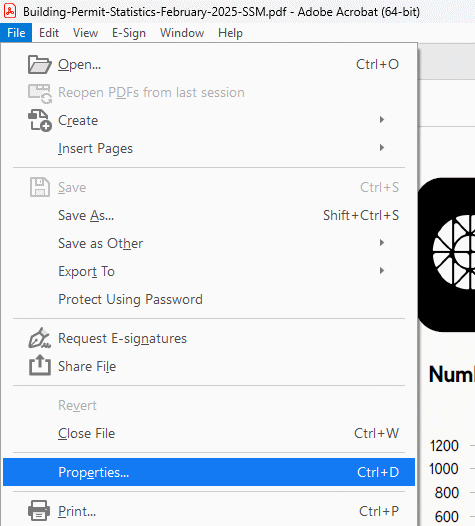 Building-Permit-Statistics-February-2025-SSM.pdf - Adobe Acrobat (64-bit)
File Edit View E-Sign Window Help
Open... Ctrl+O
Reopen PDFs from last session
Create
Insert Pages
Save Ctrl+S
Save As... Shift+Ctrl+S
Save as Other
Export To
Protect Using Password
Request E-signatures
Share File
Revert
Close File Ctrl+W
Properties... Ctrl+D
Print... Ctrl+P
1200
1000
800
600